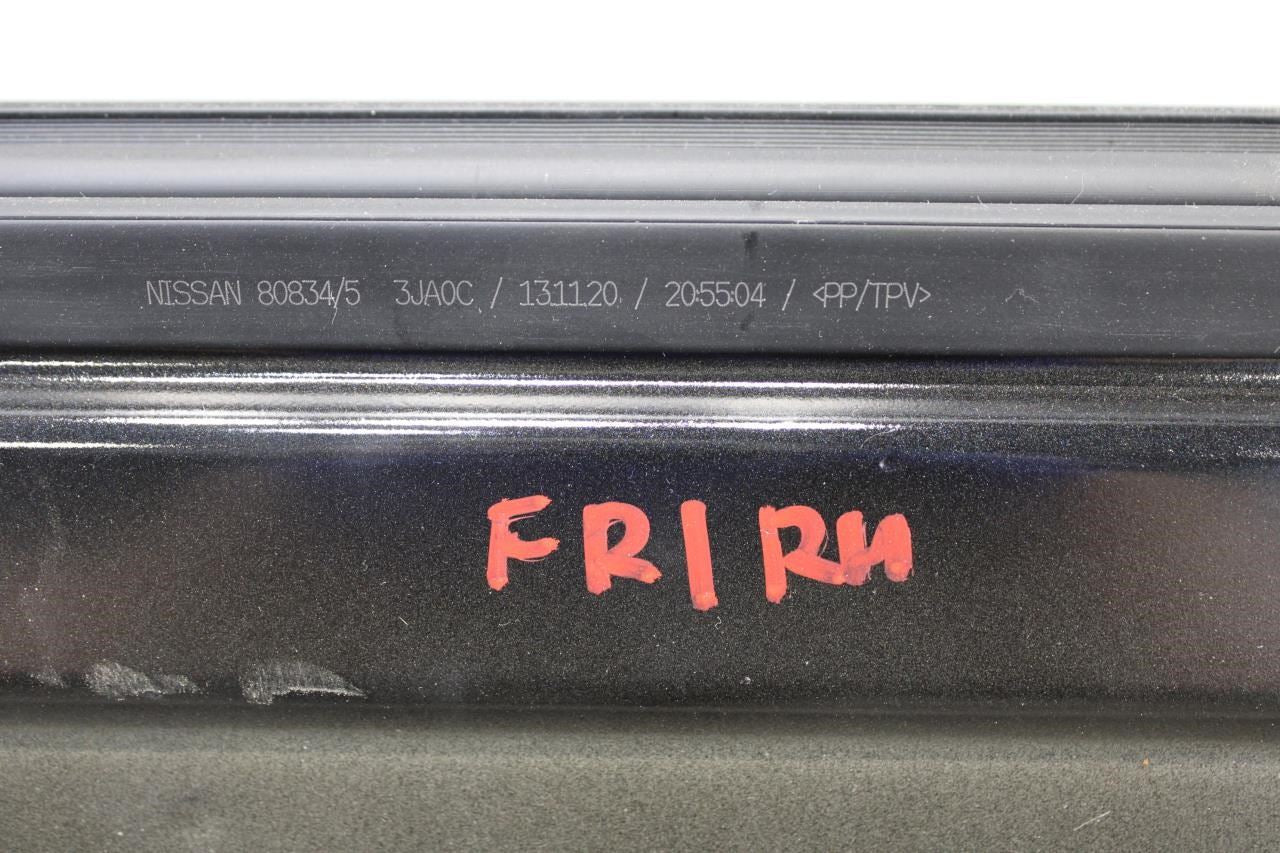 NISSAN 80834/5 3JA0C / 13.11.20 / 20:55:04 / <PP/TPV>
FR/RH